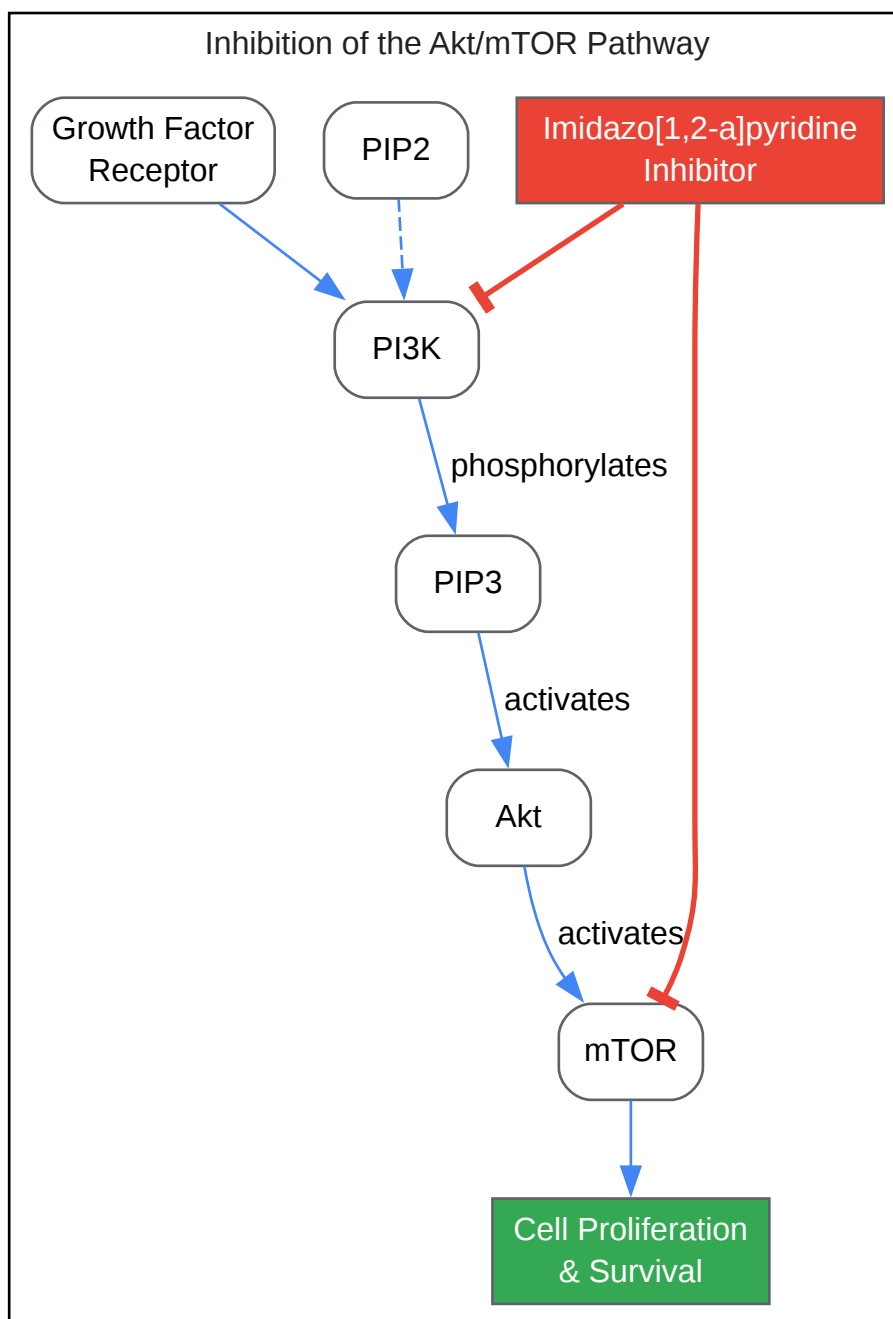 Inhibition of the Akt/mTOR Pathway
Growth Factor
Receptor
PIP2
Imidazo[1,2-a]pyridine
Inhibitor
PI3K
phosphorylates
PIP3
activates
Akt
activates
mTOR
Cell Proliferation
& Survival